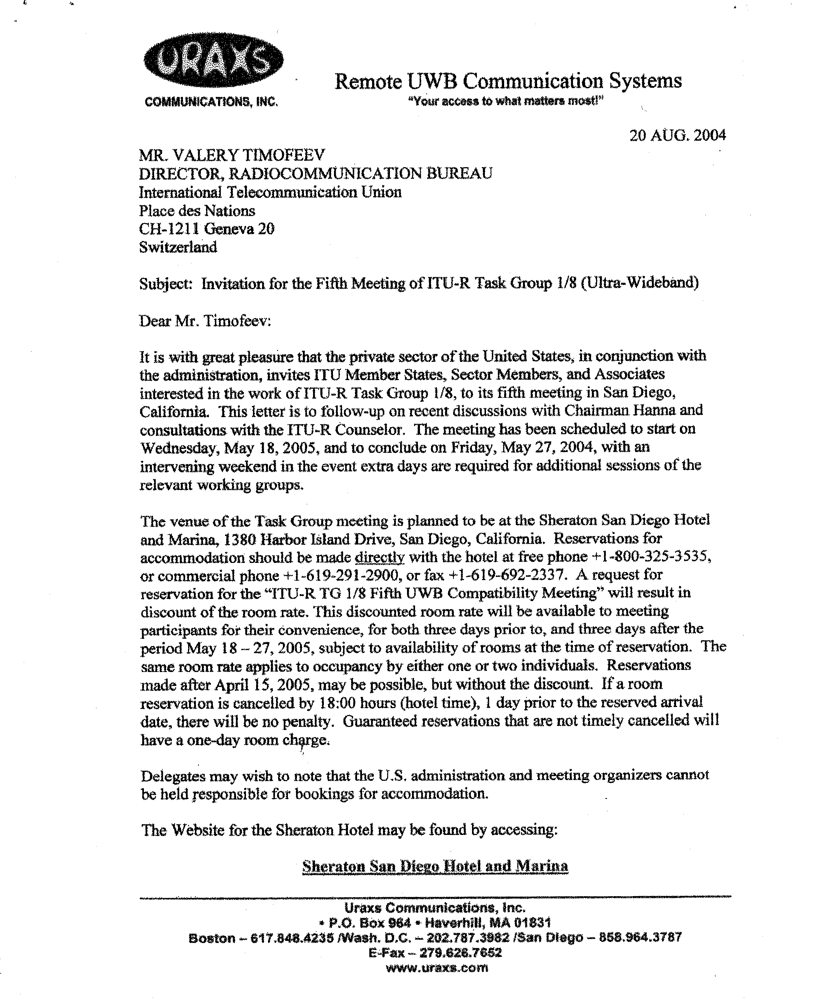 URAXS
COMMUNICATIONS, INC.
Remote UWB Communication Systems
"Your access to what matters most!"
20 AUG. 2004
MR. VALERY TIMOFEEV
DIRECTOR, RADIOCOMMUNICATION BUREAU
International Telecommunication Union
Place des Nations
CH-1211 Geneva 20
Switzerland
Subject: Invitation for the Fifth Meeting of ITU-R Task Group 1/8 (Ultra-Wideband)
Dear Mr. Timofeev:
It is with great pleasure that the private sector of the United States, in conjunction with
the administration, invites ITU Member States, Sector Members, and Associates
interested in the work of ITU-R Task Group 1/8, to its fifth meeting in San Diego,
California. This letter is to follow-up on recent discussions with Chairman Hanna and
consultations with the ITU-R Counselor. The meeting has been scheduled to start on
Wednesday, May 18, 2005, and to conclude on Friday, May 27, 2004, with an
intervening weekend in the event extra days are required for additional sessions of the
relevant working groups.
The venue of the Task Group meeting is planned to be at the Sheraton San Diego Hotel
and Marina, 1380 Harbor Island Drive, San Diego, California. Reservations for
accommodation should be made directly with the hotel at free phone +1-800-325-3535,
or commercial phone +1-619-291-2900, or fax +1-619-692-2337. A request for
reservation for the “ITU-R TG 1/8 Fifth UWB Compatibility Meeting” will result in
discount of the room rate. This discounted room rate will be available to meeting
participants for their convenience, for both three days prior to, and three days after the
period May 18 – 27, 2005, subject to availability of rooms at the time of reservation. The
same room rate applies to occupancy by either one or two individuals. Reservations
made after April 15, 2005, may be possible, but without the discount. If a room
reservation is cancelled by 18:00 hours (hotel time), 1 day prior to the reserved arrival
date, there will be no penalty. Guaranteed reservations that are not timely cancelled will
have a one-day room charge.
Delegates may wish to note that the U.S. administration and meeting organizers cannot
be held responsible for bookings for accommodation.
The Website for the Sheraton Hotel may be found by accessing:
Sheraton San Diego Hotel and Marina
Uraxs Communications, Inc.
• P.O. Box 964 • Haverhill, MA 01831
Boston – 617.848.4235 /Wash. D.C. – 202.787.3982 /San Diego – 858.964.3787
E-Fax – 279.626.7652
www.uraxs.com